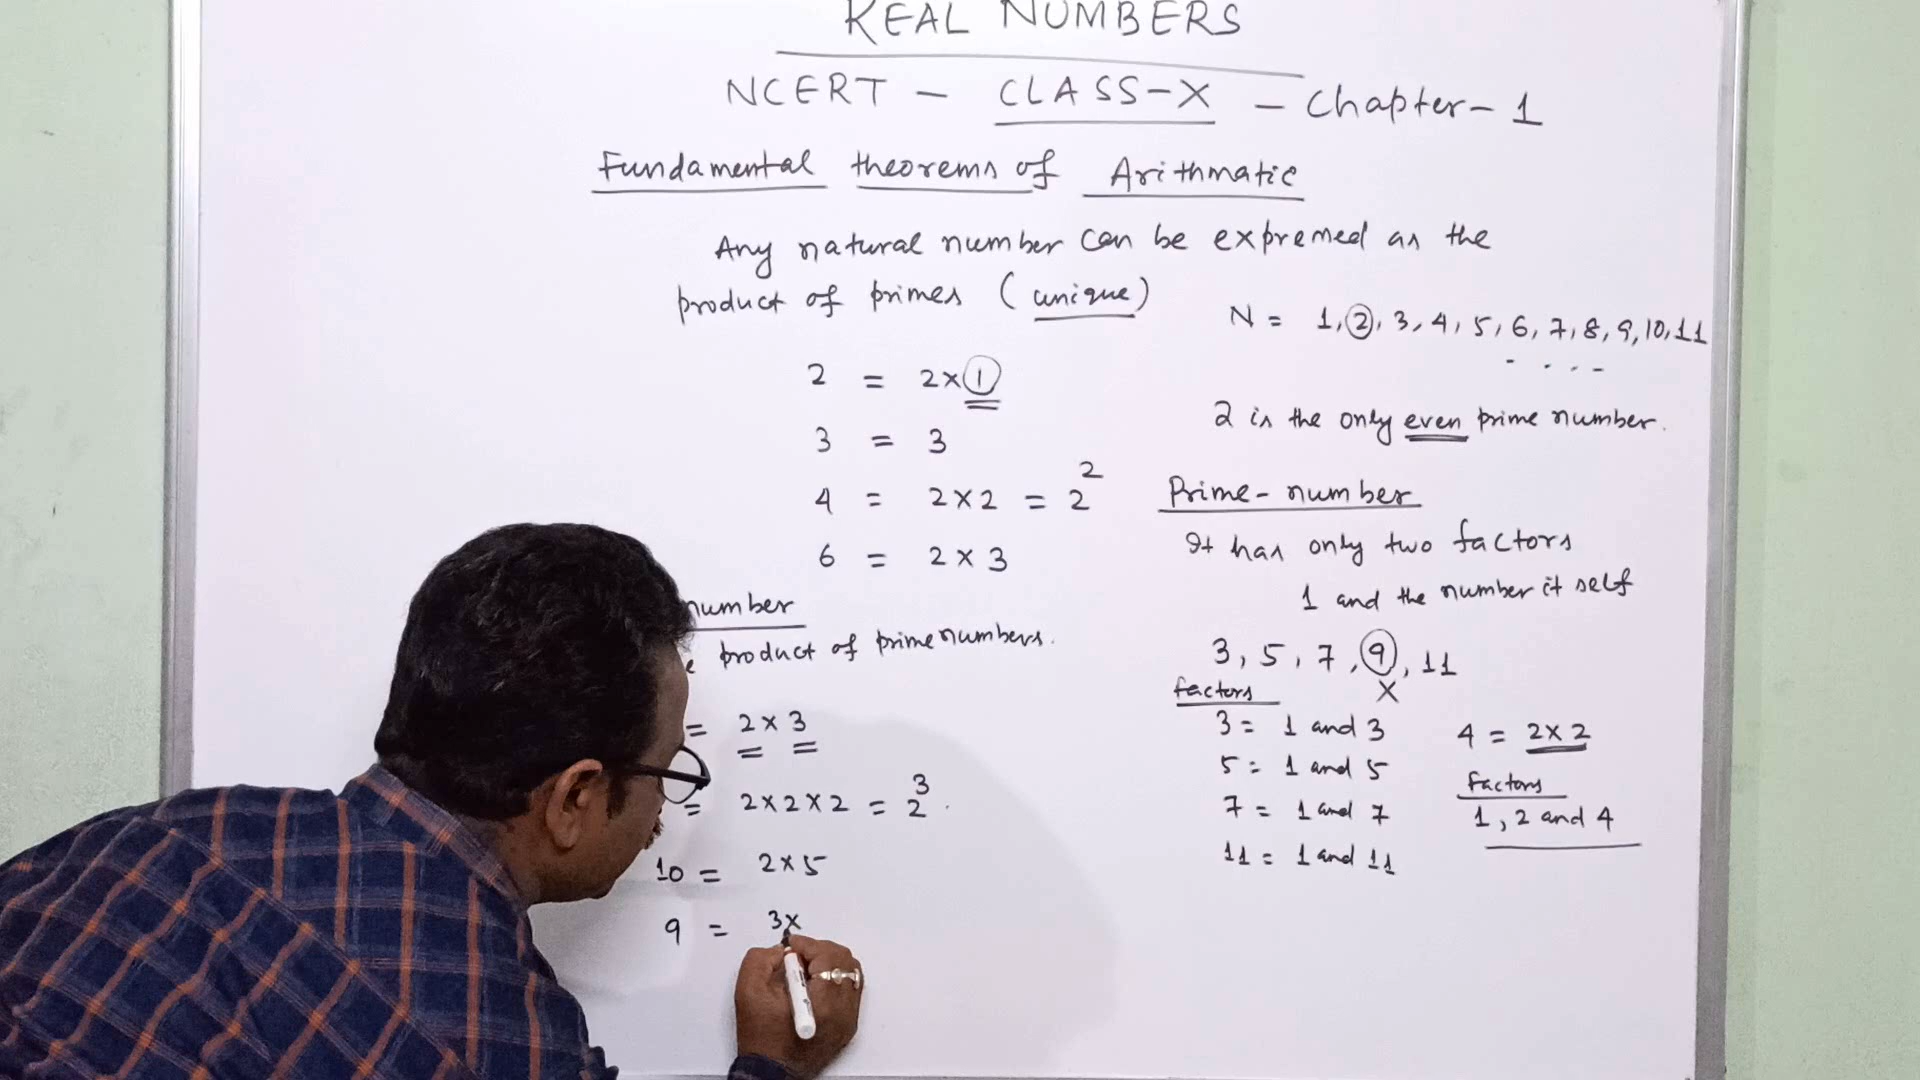 REAL NUMBERS
NCERT - CLASS-X - Chapter-1
Fundamental theorems of Arithmatic
Any natural number can be expressed as the
product of primes (unique)
N = 1, 2, 3, 4, 5, 6, 7, 8, 9, 10, 11
. . . .
2 = 2×1
3 = 3
4 = 2×2 = 2²
6 = 2×3
number
product of prime numbers.
= 2×3
= 2×2×2 = 2³.
10 = 2×5
9 = 3×
2 is the only even prime number.
Prime-number
It has only two factors
1 and the number it self
3, 5, 7, 9, 11
X
factors
3 = 1 and 3
5 = 1 and 5
7 = 1 and 7
11 = 1 and 11
4 = 2×2
Factors
1, 2 and 4